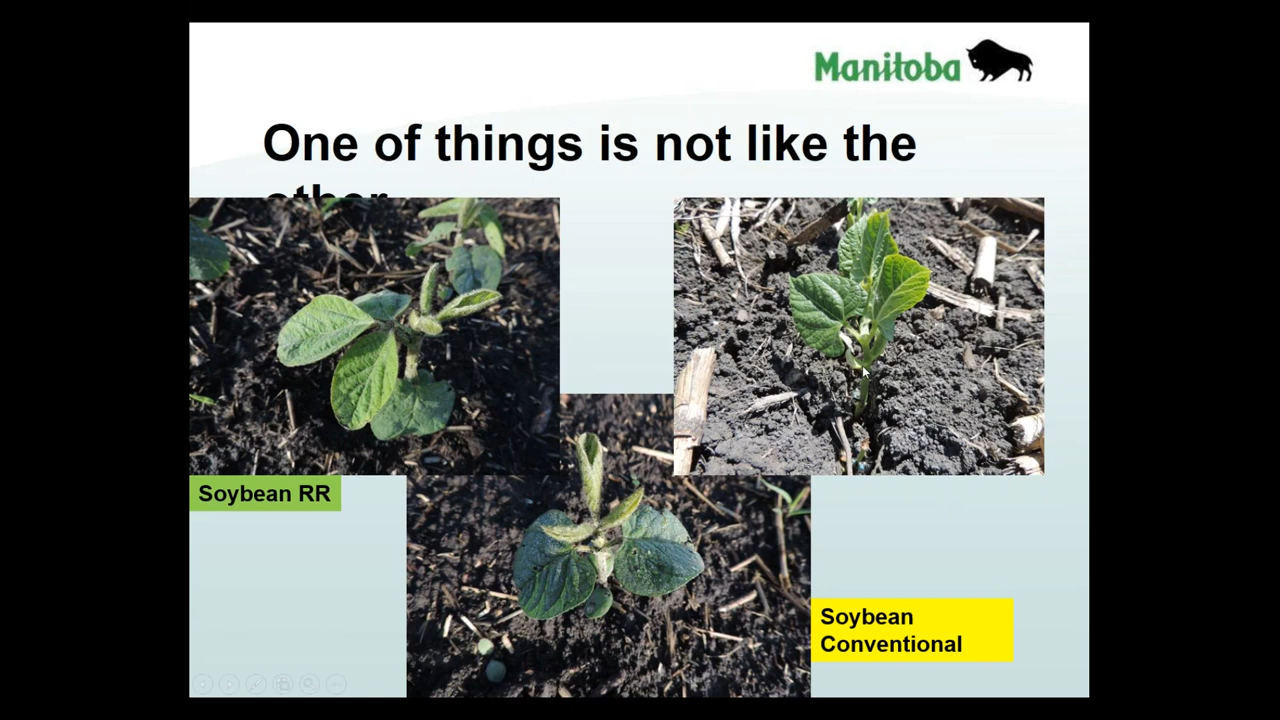 Manitoba
One of things is not like the
other
Soybean RR
Soybean
Conventional